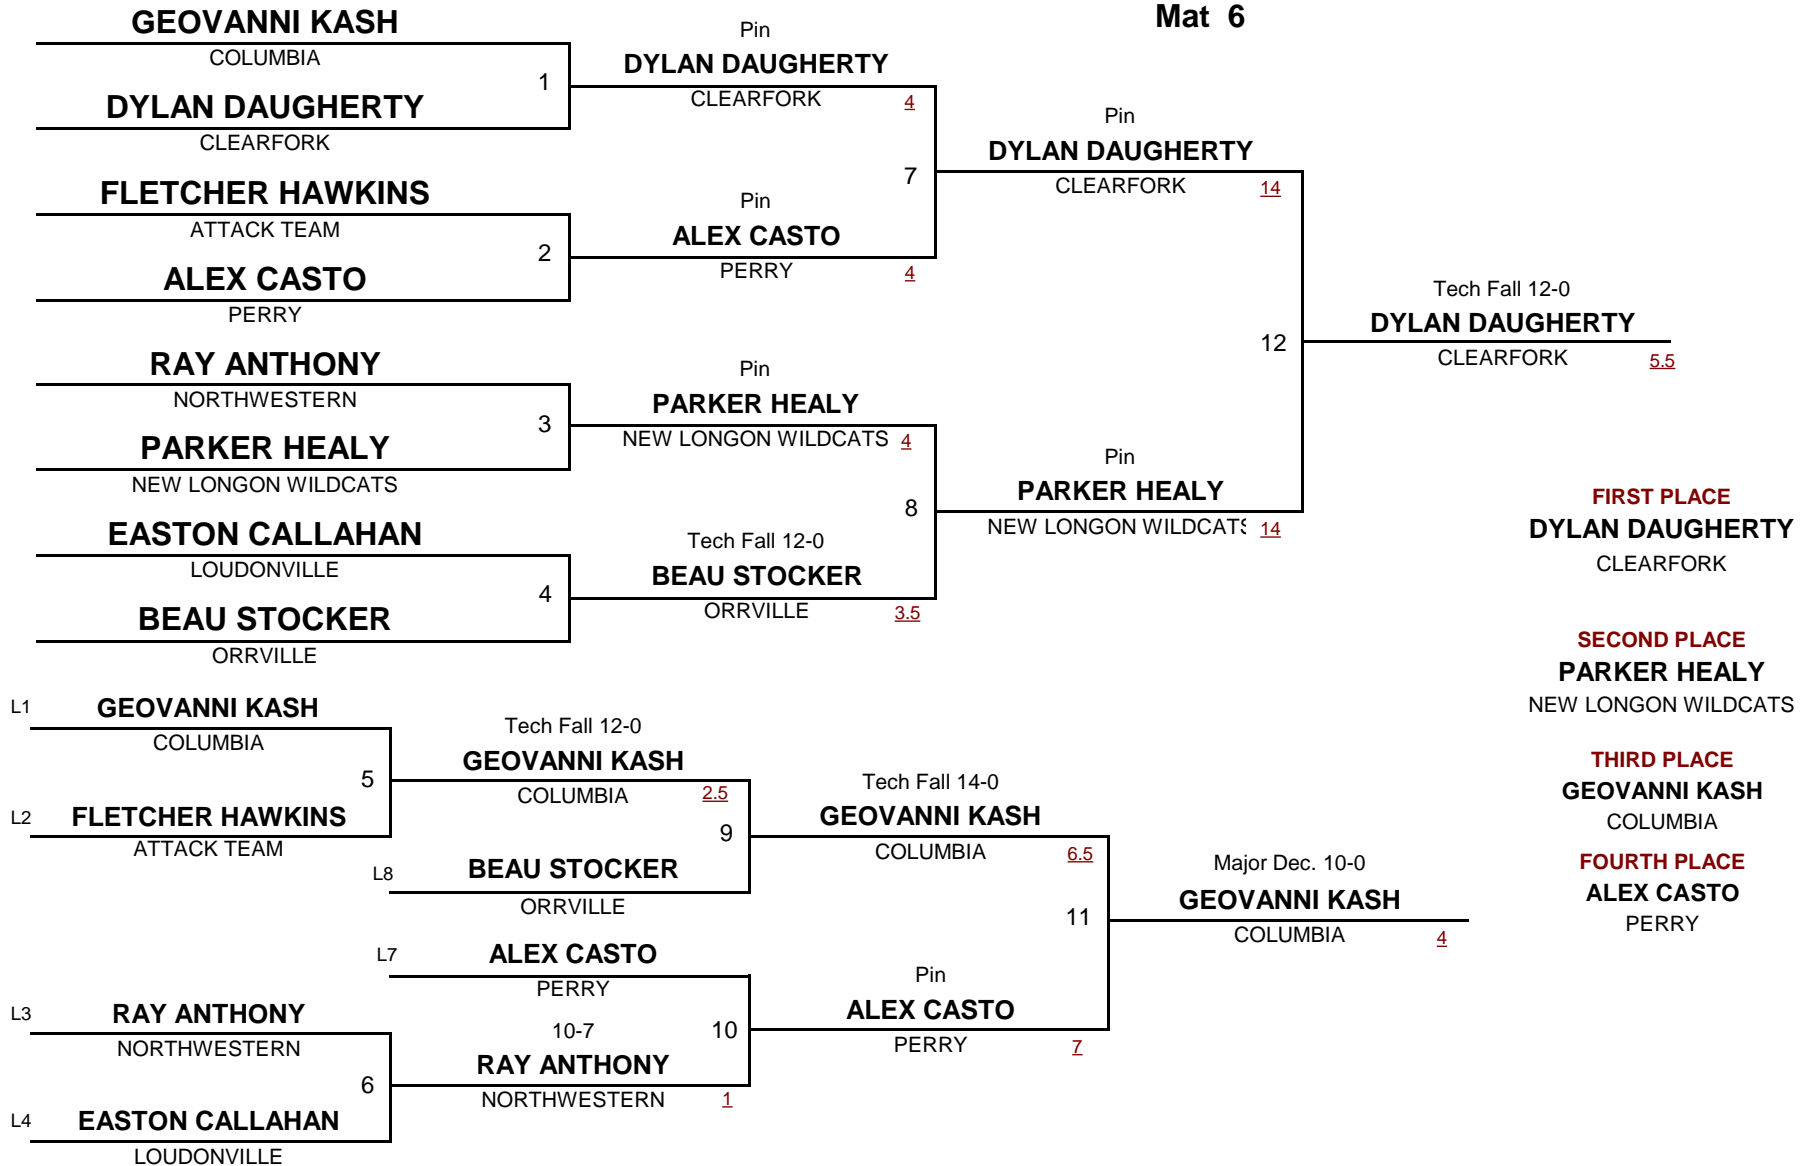 Mat 6
GEOVANNI KASH
COLUMBIA
1
DYLAN DAUGHERTY
CLEARFORK
FLETCHER HAWKINS
ATTACK TEAM
2
ALEX CASTO
PERRY
RAY ANTHONY
NORTHWESTERN
3
PARKER HEALY
NEW LONGON WILDCATS
EASTON CALLAHAN
LOUDONVILLE
4
BEAU STOCKER
ORRVILLE
Pin
DYLAN DAUGHERTY
CLEARFORK 4
7
Pin
ALEX CASTO
PERRY 4
Pin
PARKER HEALY
NEW LONGON WILDCATS 4
8
Tech Fall 12-0
BEAU STOCKER
ORRVILLE 3.5
Pin
DYLAN DAUGHERTY
CLEARFORK 14
12
Pin
PARKER HEALY
NEW LONGON WILDCATS 14
Tech Fall 12-0
DYLAN DAUGHERTY
CLEARFORK 5.5
FIRST PLACE
DYLAN DAUGHERTY
CLEARFORK
SECOND PLACE
PARKER HEALY
NEW LONGON WILDCATS
THIRD PLACE
GEOVANNI KASH
COLUMBIA
FOURTH PLACE
ALEX CASTO
PERRY
L1 GEOVANNI KASH
COLUMBIA
5
L2 FLETCHER HAWKINS
ATTACK TEAM
L3 RAY ANTHONY
NORTHWESTERN
6
L4 EASTON CALLAHAN
LOUDONVILLE
Tech Fall 12-0
GEOVANNI KASH
COLUMBIA 2.5
9
L8 BEAU STOCKER
ORRVILLE
L7 ALEX CASTO
PERRY
10-7 10
RAY ANTHONY
NORTHWESTERN 1
Tech Fall 14-0
GEOVANNI KASH
COLUMBIA 6.5
11
Pin
ALEX CASTO
PERRY 7
Major Dec. 10-0
GEOVANNI KASH
COLUMBIA 4